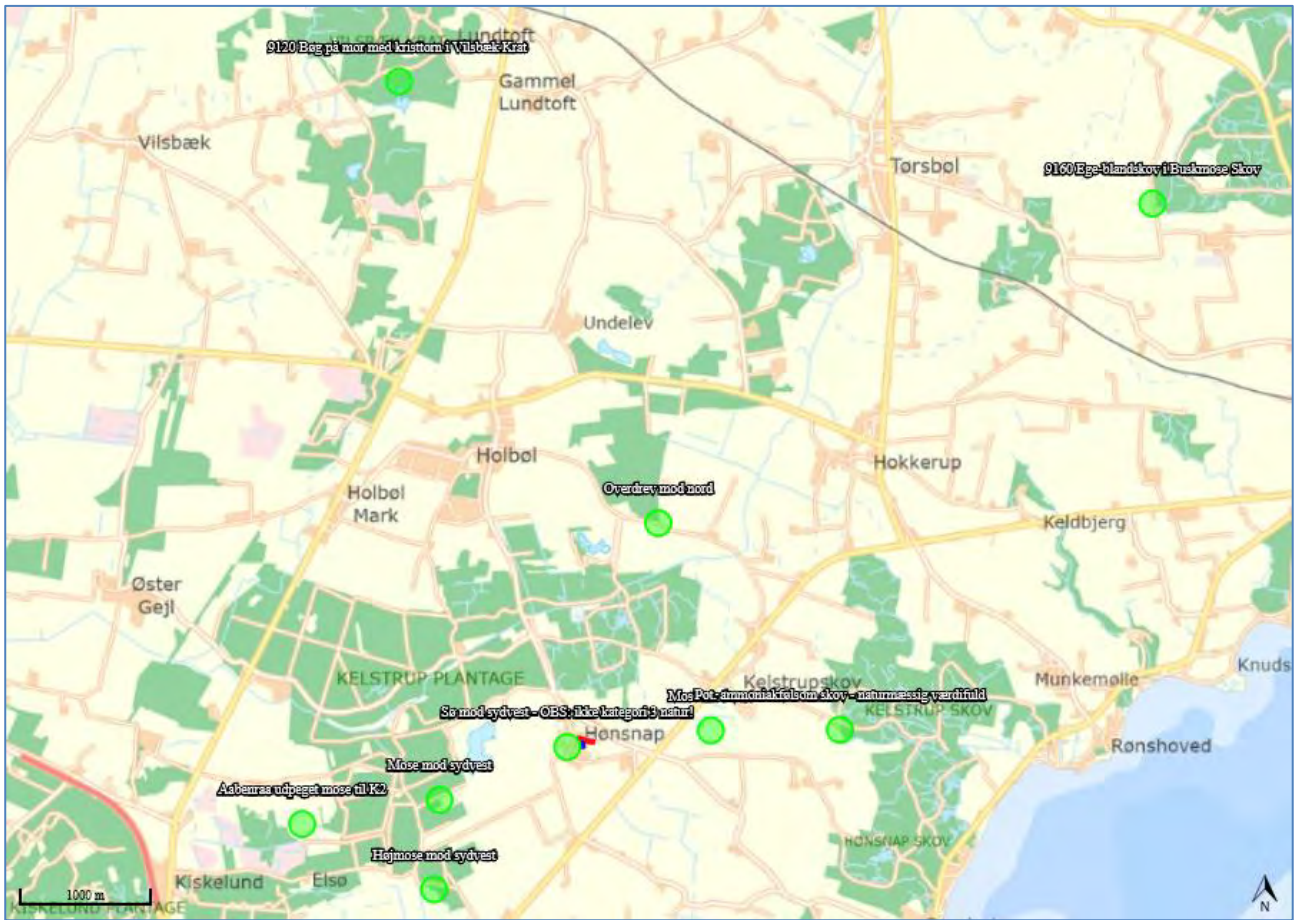 Lundtoft
9120 Bøg på mor med kristtorn i Vilsbæk Krat
Gammel
Lundtoft
Vilsbæk
Tørsbøl
9160 Ege-blandskov i Buskmose Skov
Undelev
Holbøl
Hokkerup
Holbøl
Mark
Overdrev mod nord
Keldbjerg
Øster
Gejl
Knuds
KELSTRUP PLANTAGE
Kelstrupskov
Munkemølle
Mos
Pot. ammoniakfølsom skov - naturmæssig værdifuld
KELSTRUP SKOV
Sø mod sydvest - OBS: ikke kategori 3 natur!
Hønsnap
Rønshoved
Mose mod sydvest
Aabenraa udpeget mose til K2
HØNSNAP SKOV
Højmose mod sydvest
Kiskelund
Elsø
1000 m
KISKELUND PLANTAGE
N